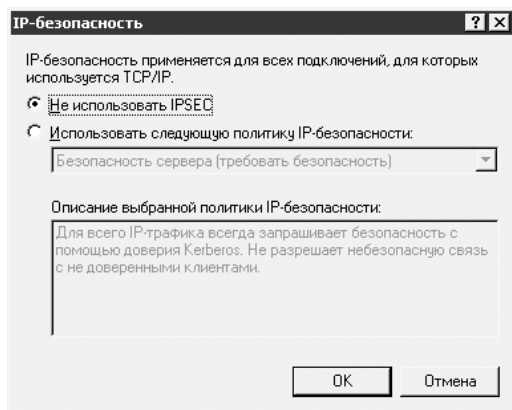 IP-безопасность
IP-безопасность применяется для всех подключений, для которых
используется TCP/IP.
Не использовать IPSEC
Использовать следующую политику IP-безопасности:
Безопасность сервера (требовать безопасность)
Описание выбранной политики IP-безопасности:
Для всего IP-трафика всегда запрашивает безопасность с
помощью доверия Kerberos. Не разрешает небезопасную связь
с не доверенными клиентами.
OK
Отмена